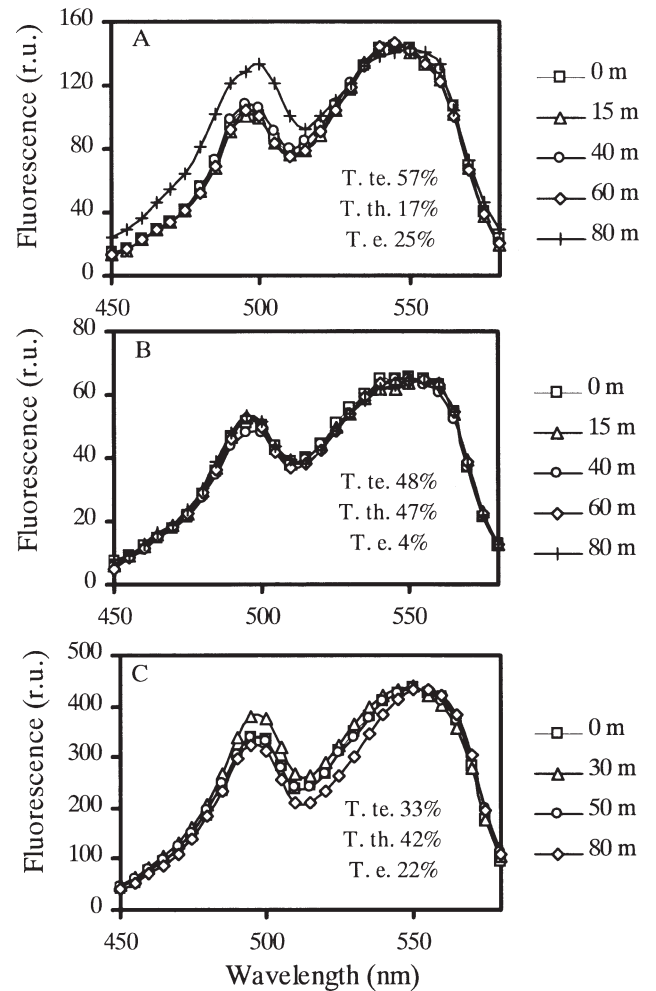 Fluorescence (r.u.)
160
120
80
40
0
A
T. te. 57%
T. th. 17%
T. e. 25%
450
500
550
0 m
15 m
40 m
60 m
80 m
Fluorescence (r.u.)
80
60
40
20
0
B
T. te. 48%
T. th. 47%
T. e. 4%
450
500
550
0 m
15 m
40 m
60 m
80 m
Fluorescence (r.u.)
500
400
300
200
100
0
C
T. te. 33%
T. th. 42%
T. e. 22%
450
500
550
0 m
30 m
50 m
80 m
Wavelength (nm)